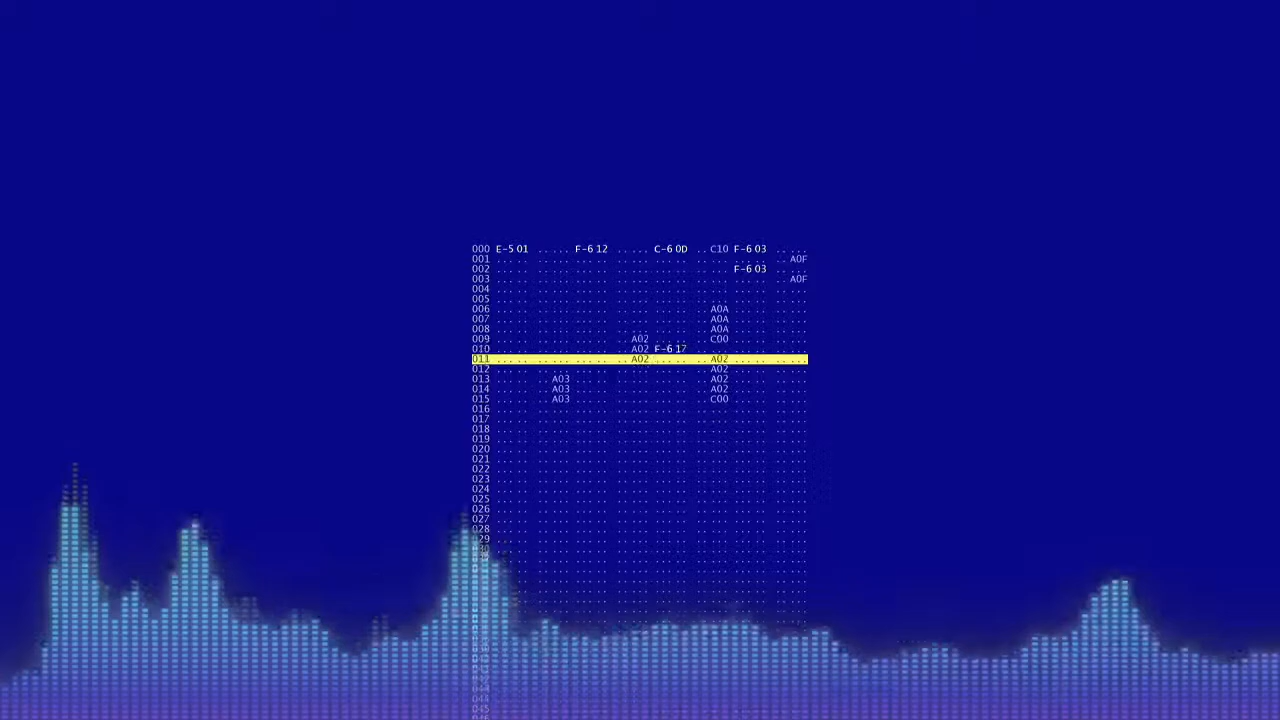 000 E-5 01 ..... F-6 12 ..... C-6 0D .. C10 F-6 03 .....
001 ..... ..... ..... ..... ..... ..... ..... .. A0F
002 ..... ..... ..... ..... ..... ..... F-6 03 .....
003 ..... ..... ..... ..... ..... ..... ..... .. A0F
004 ..... ..... ..... ..... ..... ..... ..... .....
005 ..... ..... ..... ..... ..... ..... ..... .....
006 ..... ..... ..... ..... ..... .. A0A ..... .....
007 ..... ..... ..... ..... ..... .. A0A ..... .....
008 ..... ..... ..... ..... ..... .. A0A ..... .....
009 ..... ..... ..... .. A02 ..... .. C00 ..... .....
010 ..... ..... ..... .. A02 F-6 17 ..... ..... .....
011 ..... ..... ..... .. A02 ..... .. A02 ..... .....
012 ..... ..... ..... ..... ..... .. A02 ..... .....
013 ..... .. A03 ..... ..... ..... .. A02 ..... .....
014 ..... .. A03 ..... ..... ..... .. A02 ..... .....
015 ..... .. A03 ..... ..... ..... .. C00 ..... .....
016 ..... ..... ..... ..... ..... ..... ..... .....
017 ..... ..... ..... ..... ..... ..... ..... .....
018 ..... ..... ..... ..... ..... ..... ..... .....
019 ..... ..... ..... ..... ..... ..... ..... .....
020 ..... ..... ..... ..... ..... ..... ..... .....
021 ..... ..... ..... ..... ..... ..... ..... .....
022 ..... ..... ..... ..... ..... ..... ..... .....
023 ..... ..... ..... ..... ..... ..... ..... .....
024 ..... ..... ..... ..... ..... ..... ..... .....
025 ..... ..... ..... ..... ..... ..... ..... .....
026 ..... ..... ..... ..... ..... ..... ..... .....
027 ..... ..... ..... ..... ..... ..... ..... .....
028 ..... ..... ..... ..... ..... ..... ..... .....
029 ..... ..... ..... ..... ..... ..... ..... .....